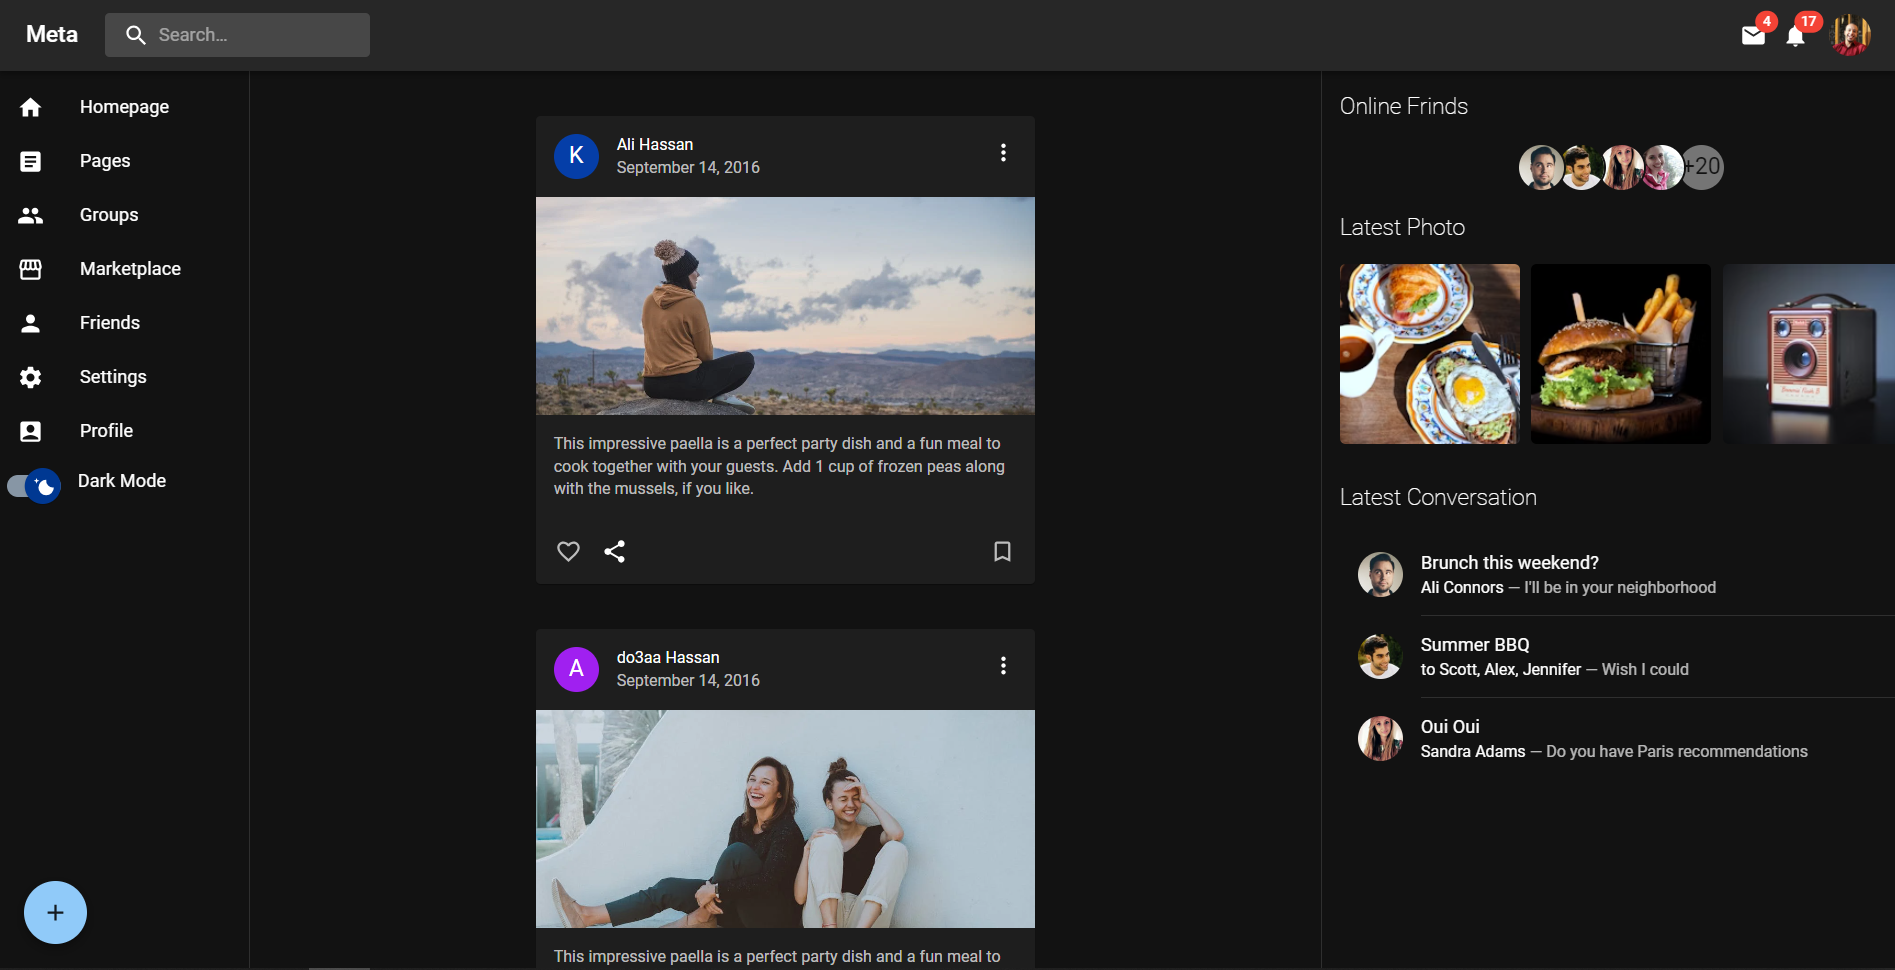 Meta
Search...
4
17
Homepage
Pages
Groups
Marketplace
Friends
Settings
Profile
Dark Mode
K
Ali Hassan
September 14, 2016
This impressive paella is a perfect party dish and a fun meal to
cook together with your guests. Add 1 cup of frozen peas along
with the mussels, if you like.
A
do3aa Hassan
September 14, 2016
This impressive paella is a perfect party dish and a fun meal to
Online Frinds
+20
Latest Photo
Latest Conversation
Brunch this weekend?
Ali Connors — I'll be in your neighborhood
Summer BBQ
to Scott, Alex, Jennifer — Wish I could
Oui Oui
Sandra Adams — Do you have Paris recommendations